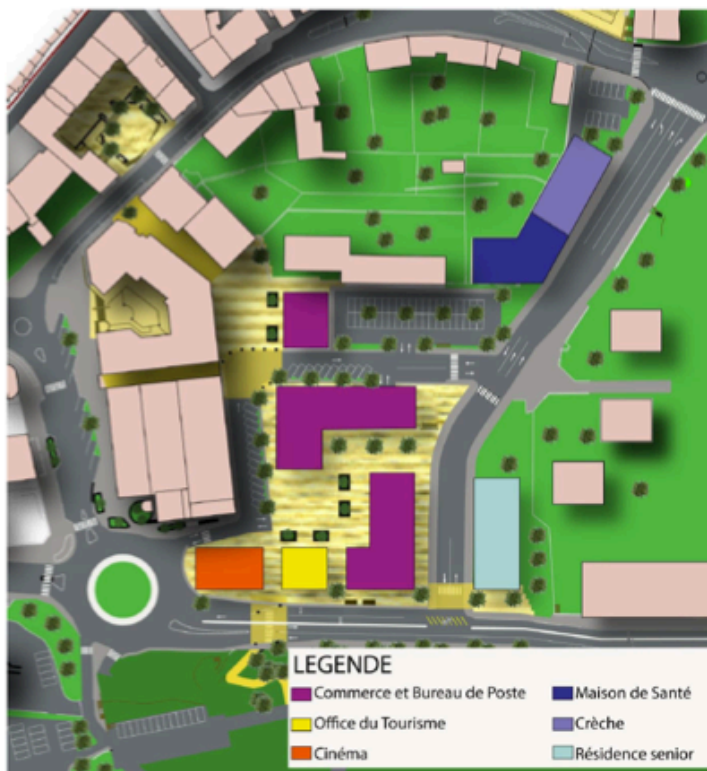 LEGENDE
Commerce et Bureau de Poste
Office du Tourisme
Cinéma
Maison de Santé
Crèche
Résidence senior